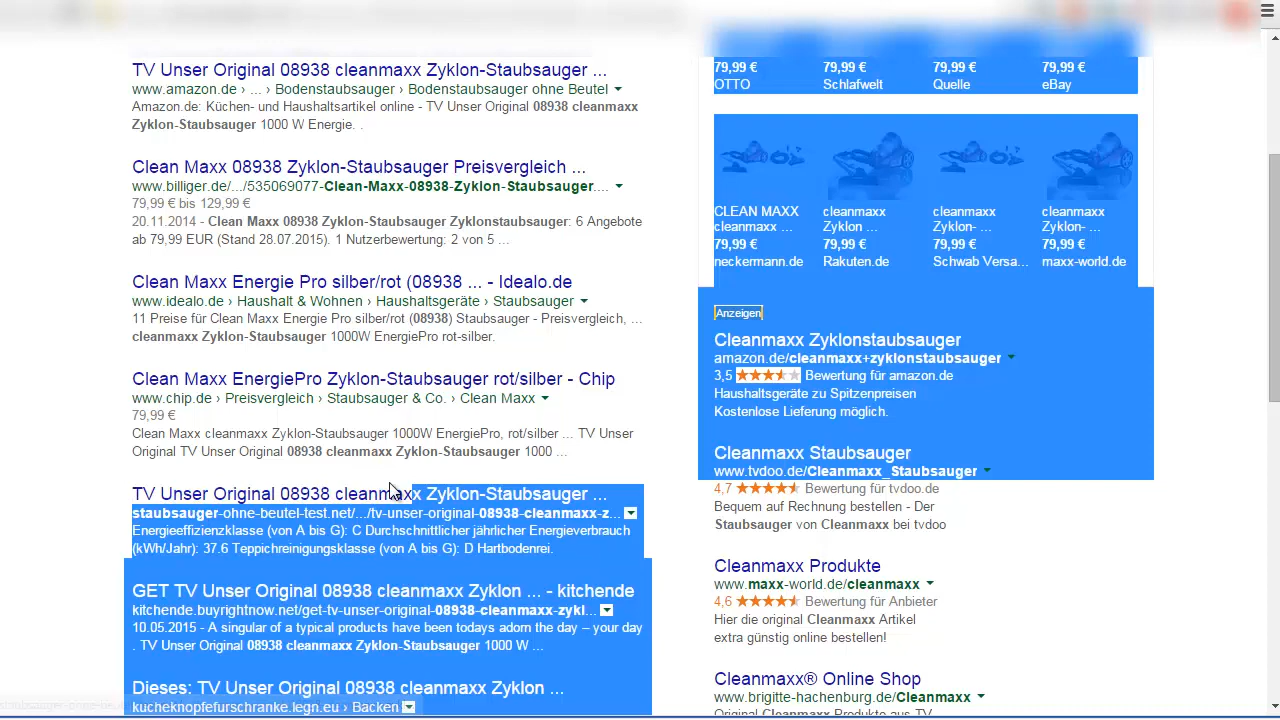 TV Unser Original 08938 cleanmaxx Zyklon-Staubsauger ...
www.amazon.de › ... › Bodenstaubsauger › Bodenstaubsauger ohne Beutel
Amazon.de: Küchen- und Haushaltsartikel online - TV Unser Original 08938 cleanmaxx
Zyklon-Staubsauger 1000 W Energie. .
Clean Maxx 08938 Zyklon-Staubsauger Preisvergleich ...
www.billiger.de/.../535069077-Clean-Maxx-08938-Zyklon-Staubsauger....
79,99 € bis 129,99 €
20.11.2014 - Clean Maxx 08938 Zyklon-Staubsauger Zyklonstaubsauger: 6 Angebote
ab 79,99 EUR (Stand 28.07.2015). 1 Nutzerbewertung: 2 von 5 ...
Clean Maxx Energie Pro silber/rot (08938 ... - Idealo.de
www.idealo.de › Haushalt & Wohnen › Haushaltsgeräte › Staubsauger
11 Preise für Clean Maxx Energie Pro silber/rot (08938) Staubsauger - Preisvergleich, ...
cleanmaxx Zyklon-Staubsauger 1000W EnergiePro rot-silber.
Clean Maxx EnergiePro Zyklon-Staubsauger rot/silber - Chip
www.chip.de › Preisvergleich › Staubsauger & Co. › Clean Maxx
79,99 €
Clean Maxx cleanmaxx Zyklon-Staubsauger 1000W EnergiePro, rot/silber ... TV Unser
Original TV Unser Original 08938 cleanmaxx Zyklon-Staubsauger 1000 ...
TV Unser Original 08938 cleanmaxx Zyklon-Staubsauger ...
staubsauger-ohne-beutel-test.net/.../tv-unser-original-08938-cleanmaxx-z...
Energieeffizienzklasse (von A bis G): C Durchschnittlicher jährlicher Energieverbrauch
(kWh/Jahr): 37.6 Teppichreinigungsklasse (von A bis G): D Hartbodenrei.
GET TV Unser Original 08938 cleanmaxx Zyklon ... - kitchende
kitchende.buyrightnow.net/get-tv-unser-original-08938-cleanmaxx-zykl...
10.05.2015 - A singular of a typical products have been todays adorn the day – your day
. TV Unser Original 08938 cleanmaxx Zyklon-Staubsauger 1000 W ...
Dieses: TV Unser Original 08938 cleanmaxx Zyklon ...
kucheknopfefurschranke.legn.eu › Backen
79,99 € 79,99 € 79,99 € 79,99 €
OTTO Schlafwelt Quelle eBay
CLEAN MAXX cleanmaxx cleanmaxx cleanmaxx
cleanmaxx ... Zyklon ... Zyklon- ... Zyklon- ...
79,99 € 79,99 € 79,99 € 79,99 €
neckermann.de Rakuten.de Schwab Versa... maxx-world.de
Anzeigen
Cleanmaxx Zyklonstaubsauger
amazon.de/cleanmaxx+zyklonstaubsauger
3,5 ★★★★★ Bewertung für amazon.de
Haushaltsgeräte zu Spitzenpreisen
Kostenlose Lieferung möglich.
Cleanmaxx Staubsauger
www.tvdoo.de/Cleanmaxx_Staubsauger
4,7 ★★★★★ Bewertung für tvdoo.de
Bequem auf Rechnung bestellen - Der
Staubsauger von Cleanmaxx bei tvdoo
Cleanmaxx Produkte
www.maxx-world.de/cleanmaxx
4,6 ★★★★★ Bewertung für Anbieter
Hier die original Cleanmaxx Artikel
extra günstig online bestellen!
Cleanmaxx® Online Shop
www.brigitte-hachenburg.de/Cleanmaxx
Original Cleanmaxx Produkte aus TV